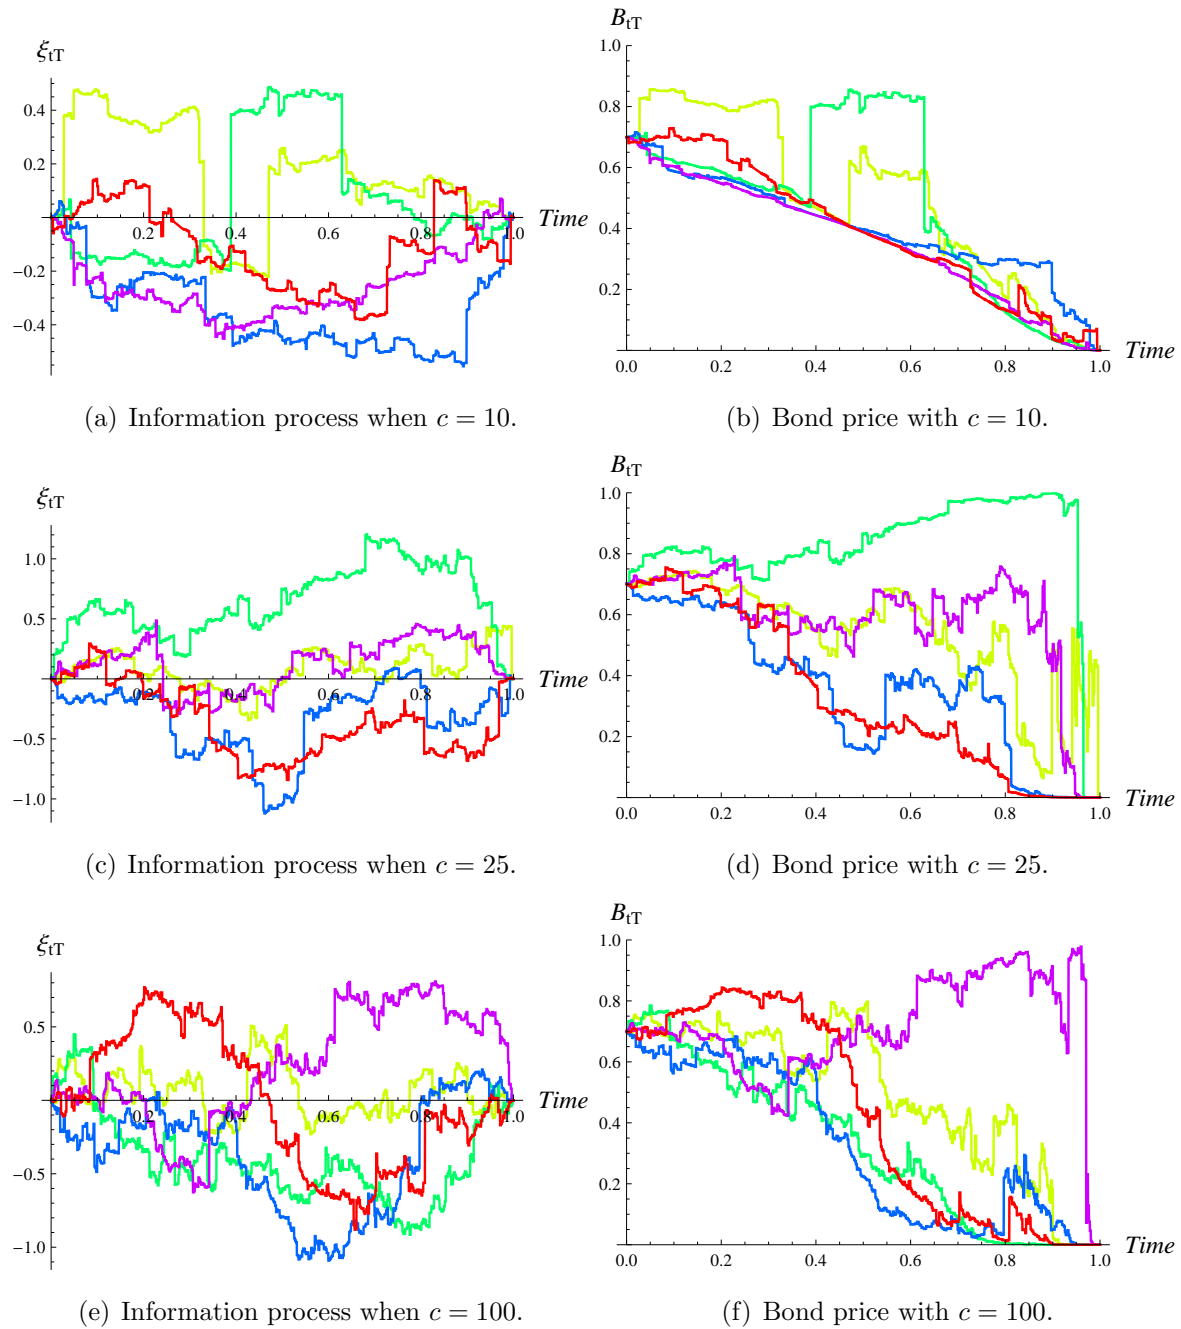 ξtT
0.4
0.2
−0.2
−0.4
0.2 0.4 0.6 0.8 1.0
Time
(a) Information process when c = 10.
BtT
1.0
0.8
0.6
0.4
0.2
0.0 0.2 0.4 0.6 0.8 1.0
Time
(b) Bond price with c = 10.
ξtT
1.0
0.5
−0.5
−1.0
0.2 0.4 0.6 0.8 1.0
Time
(c) Information process when c = 25.
BtT
1.0
0.8
0.6
0.4
0.2
0.0 0.2 0.4 0.6 0.8 1.0
Time
(d) Bond price with c = 25.
ξtT
0.5
−0.5
−1.0
0.2 0.4 0.6 0.8 1.0
Time
(e) Information process when c = 100.
BtT
1.0
0.8
0.6
0.4
0.2
0.0 0.2 0.4 0.6 0.8 1.0
Time
(f) Bond price with c = 100.